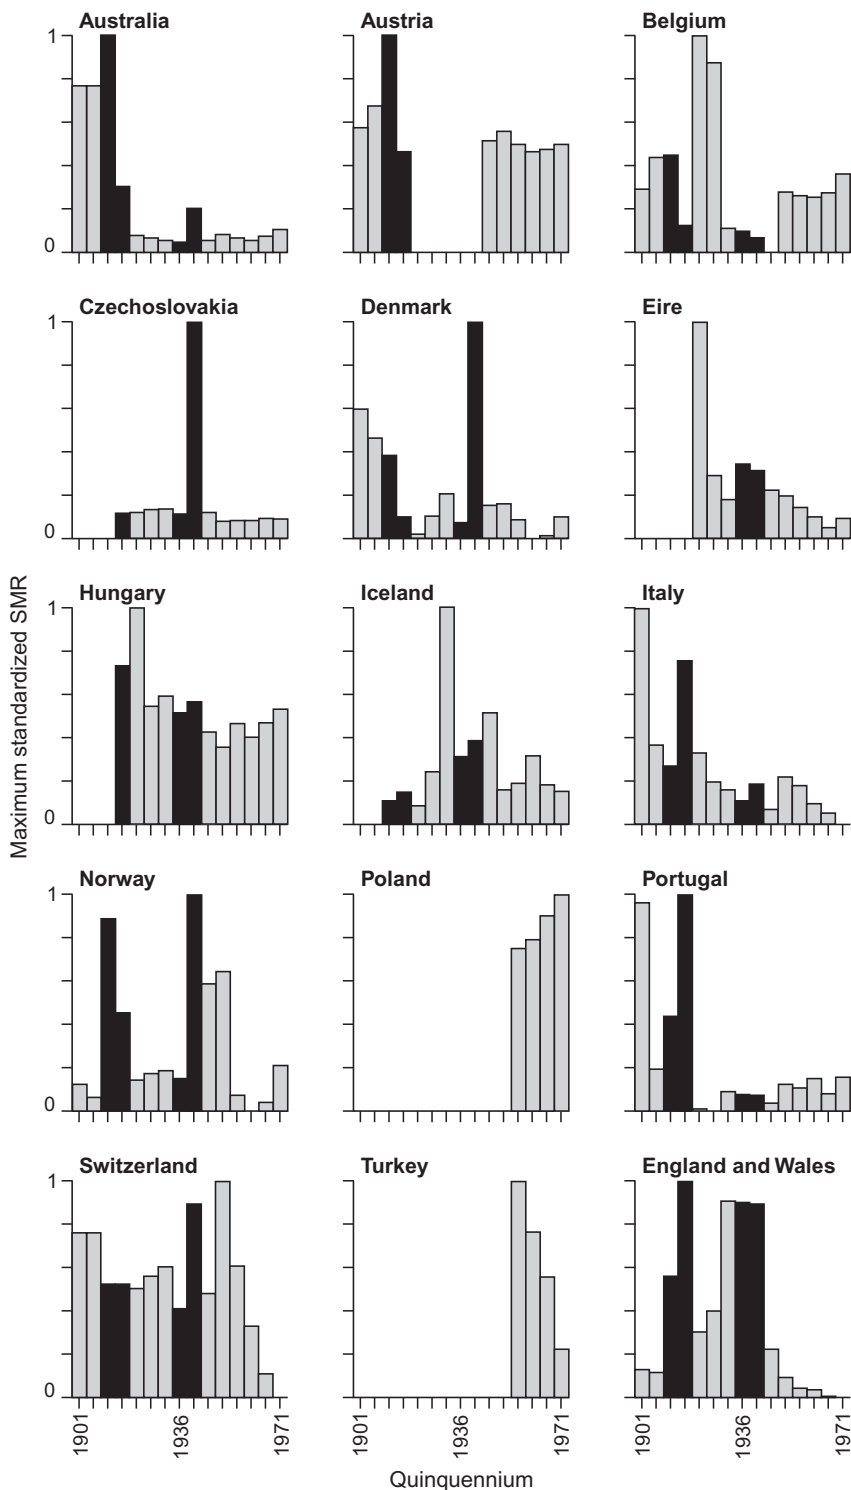 Australia
Austria
Belgium
1
0
Czechoslovakia
Denmark
Eire
1
0
Hungary
Iceland
Italy
1
0
Norway
Poland
Portugal
1
0
Switzerland
Turkey
England and Wales
1
0
1901
1936
1971
1901
1936
1971
1901
1936
1971
Maximum standardized SMR
Quinquennium